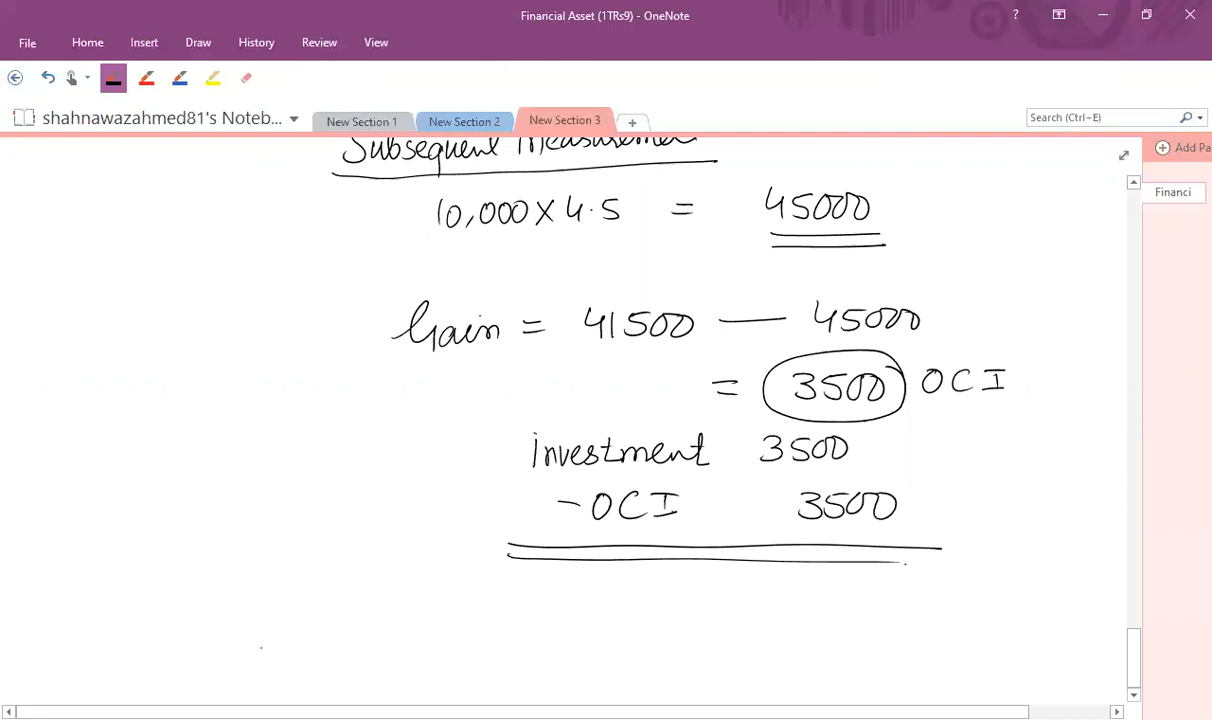 Financial Asset (1TRs9) - OneNote
File Home Insert Draw History Review View
shahnawazahmed81's Noteb...
New Section 1
New Section 2
New Section 3
Search (Ctrl+E)
Add Pa
Financi
Subsequent Measuremen
10,000 × 4.5 = 45000
Gain = 41500 — 45000
= 3500 OCI
investment 3500
- OCI 3500